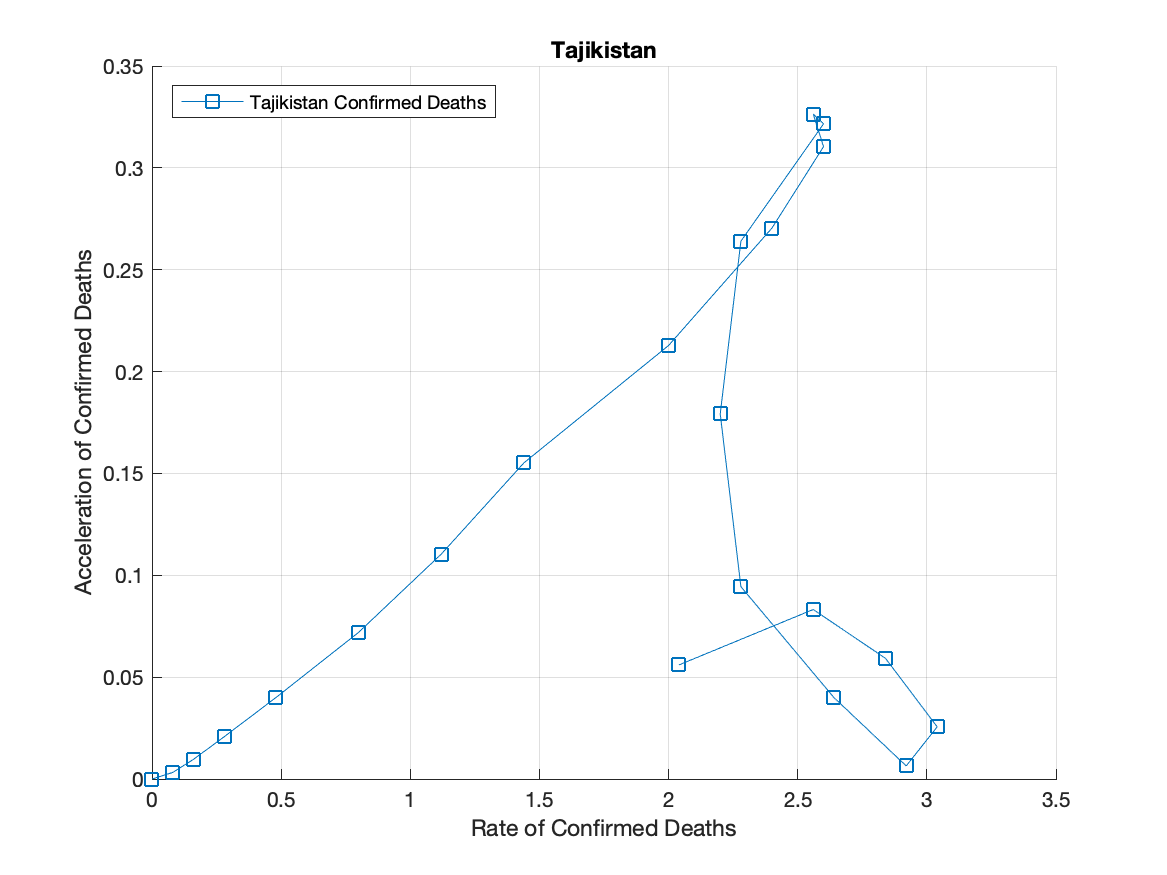 Tajikistan
Tajikistan Confirmed Deaths
Acceleration of Confirmed Deaths
0.35
0.3
0.25
0.2
0.15
0.1
0.05
0
0 0.5 1 1.5 2 2.5 3 3.5
Rate of Confirmed Deaths